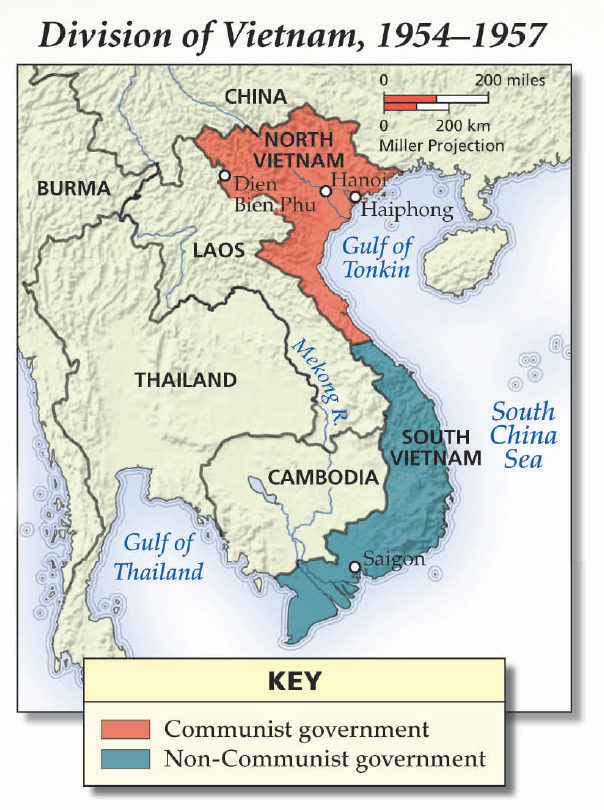 Division of Vietnam, 1954–1957
0 200 miles
0 200 km
Miller Projection
CHINA
NORTH
VIETNAM
BURMA
Dien
Bien Phu
Hanoi
Haiphong
LAOS
Gulf of
Tonkin
THAILAND
Mekong R.
South
China
Sea
SOUTH
VIETNAM
CAMBODIA
Gulf of
Thailand
Saigon
KEY
Communist government
Non-Communist government